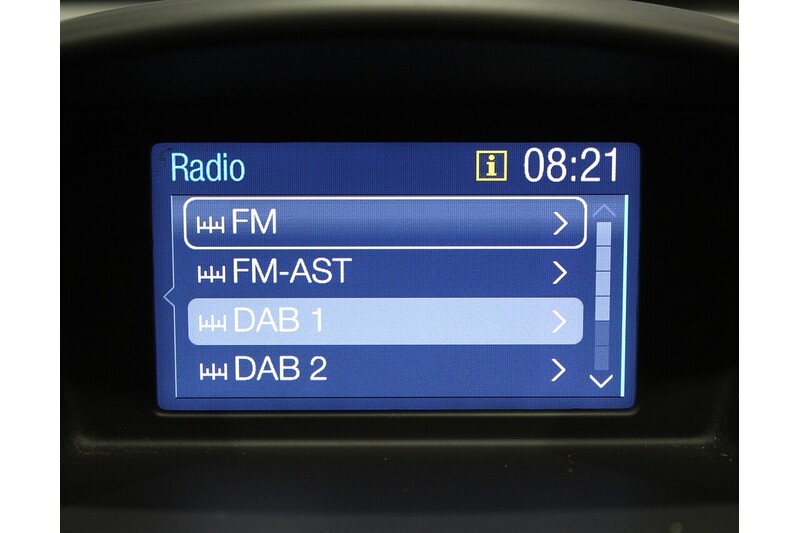 Radio i 08:21
FM
FM-AST
DAB 1
DAB 2